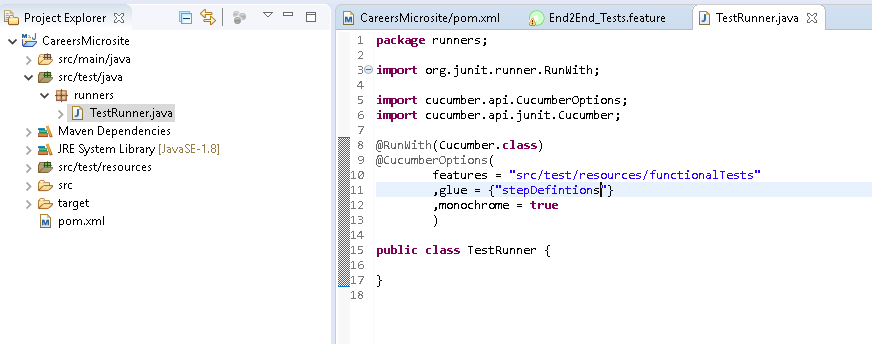 Project Explorer
CareersMicrosite
src/main/java
src/test/java
runners
TestRunner.java
Maven Dependencies
JRE System Library [JavaSE-1.8]
src/test/resources
src
target
pom.xml
CareersMicrosite/pom.xml
End2End_Tests.feature
TestRunner.java
1 package runners;
2
3 import org.junit.runner.RunWith;
4
5 import cucumber.api.CucumberOptions;
6 import cucumber.api.junit.Cucumber;
7
8 @RunWith(Cucumber.class)
9 @CucumberOptions(
10 features = "src/test/resources/functionalTests"
11 ,glue = {"stepDefintions"}
12 ,monochrome = true
13 )
14
15 public class TestRunner {
16
17 }
18